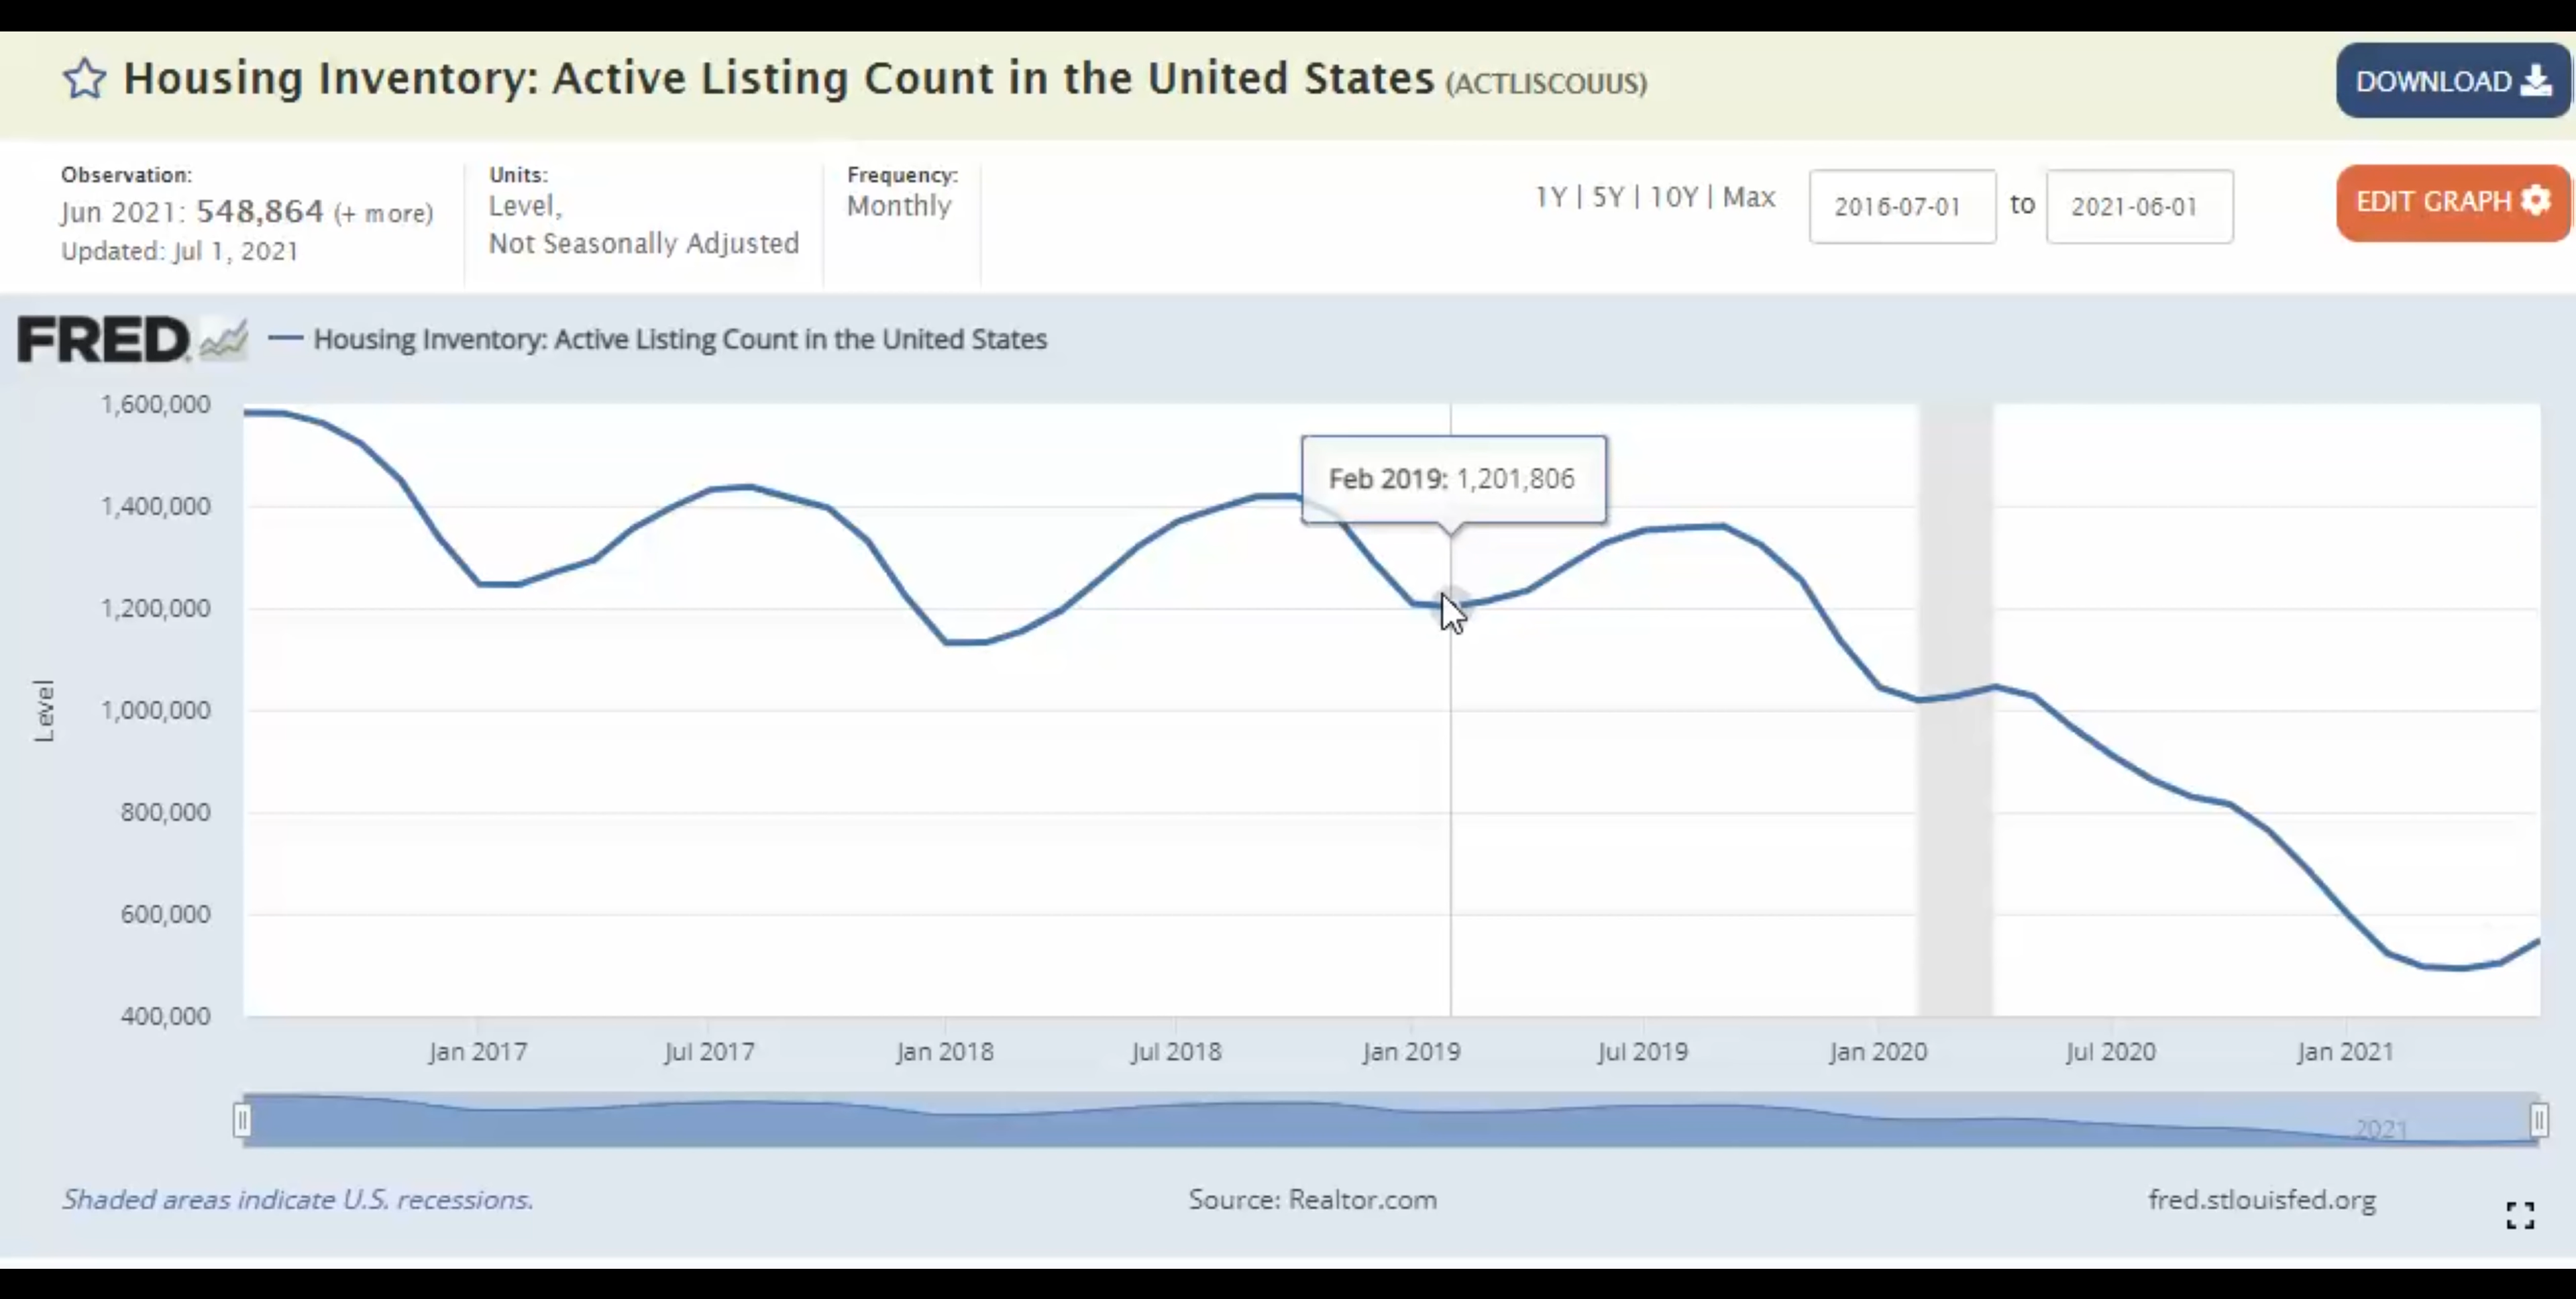 Housing Inventory: Active Listing Count in the United States (ACTLISCOUUS)
DOWNLOAD
Observation:
Jun 2021: 548,864 (+ more)
Updated: Jul 1, 2021
Units:
Level,
Not Seasonally Adjusted
Frequency:
Monthly
1Y | 5Y | 10Y | Max
2016-07-01 to 2021-06-01
EDIT GRAPH
FRED
Housing Inventory: Active Listing Count in the United States
Level
1,600,000
1,400,000
1,200,000
1,000,000
800,000
600,000
400,000
Feb 2019: 1,201,806
Jan 2017 Jul 2017 Jan 2018 Jul 2018 Jan 2019 Jul 2019 Jan 2020 Jul 2020 Jan 2021
2021
Shaded areas indicate U.S. recessions.
Source: Realtor.com
fred.stlouisfed.org